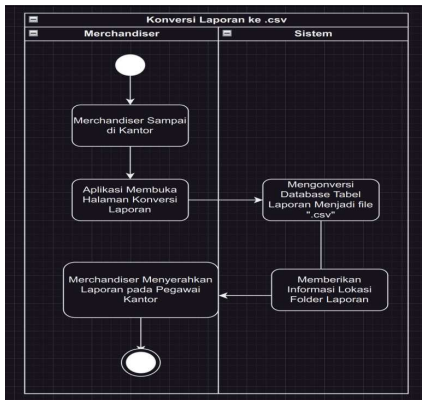 Konversi Laporan ke .csv
Merchandiser
Sistem
Merchandiser Sampai
di Kantor
Aplikasi Membuka
Halaman Konversi
Laporan
Mengonversi
Database Tabel
Laporan Menjadi file
".csv"
Memberikan
Informasi Lokasi
Folder Laporan
Merchandiser Menyerahkan
Laporan pada Pegawai
Kantor